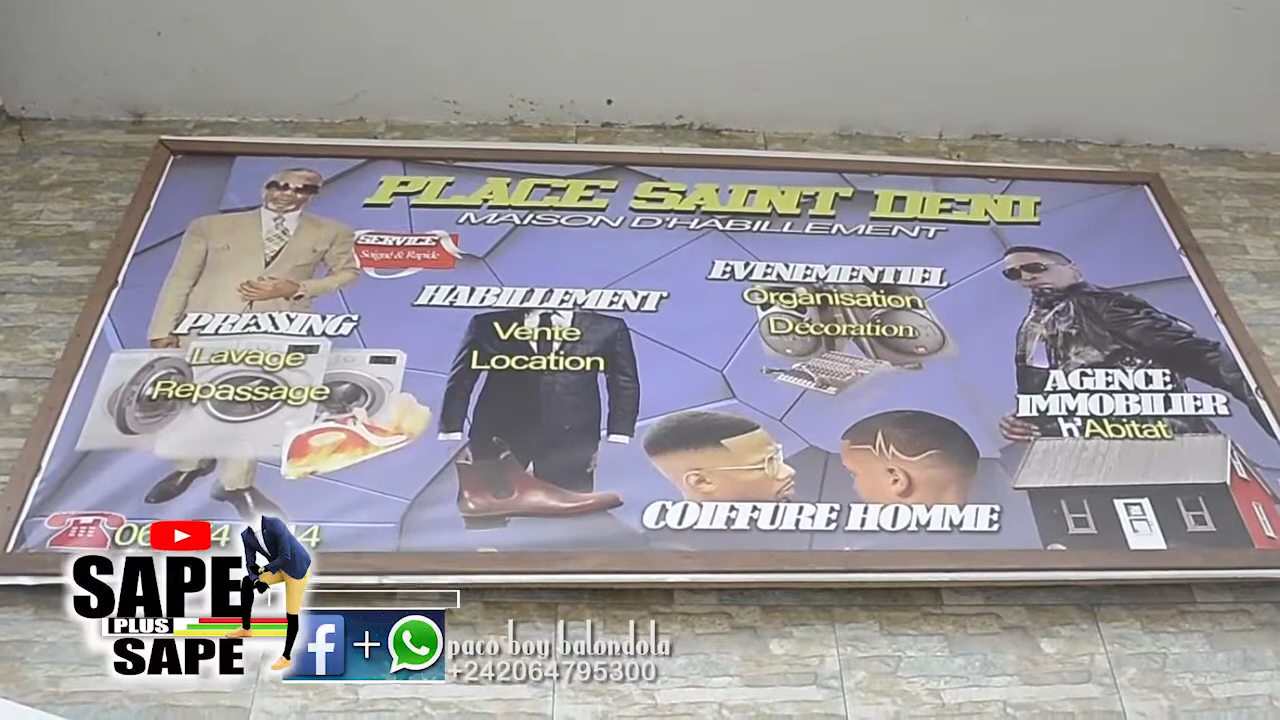 PLACE SAINT DENI
MAISON D'HABILLEMENT
SERVICE
Soigné & Rapide
PRESSING
Lavage
Repassage
HABILLEMENT
Vente
Location
EVENEMENTIEL
Organisation
Décoration
AGENCE
IMMOBILIER
h'Abitat
COIFFURE HOMME
SAPE
PLUS
SAPE
f + paco boy balondola
+242064795300